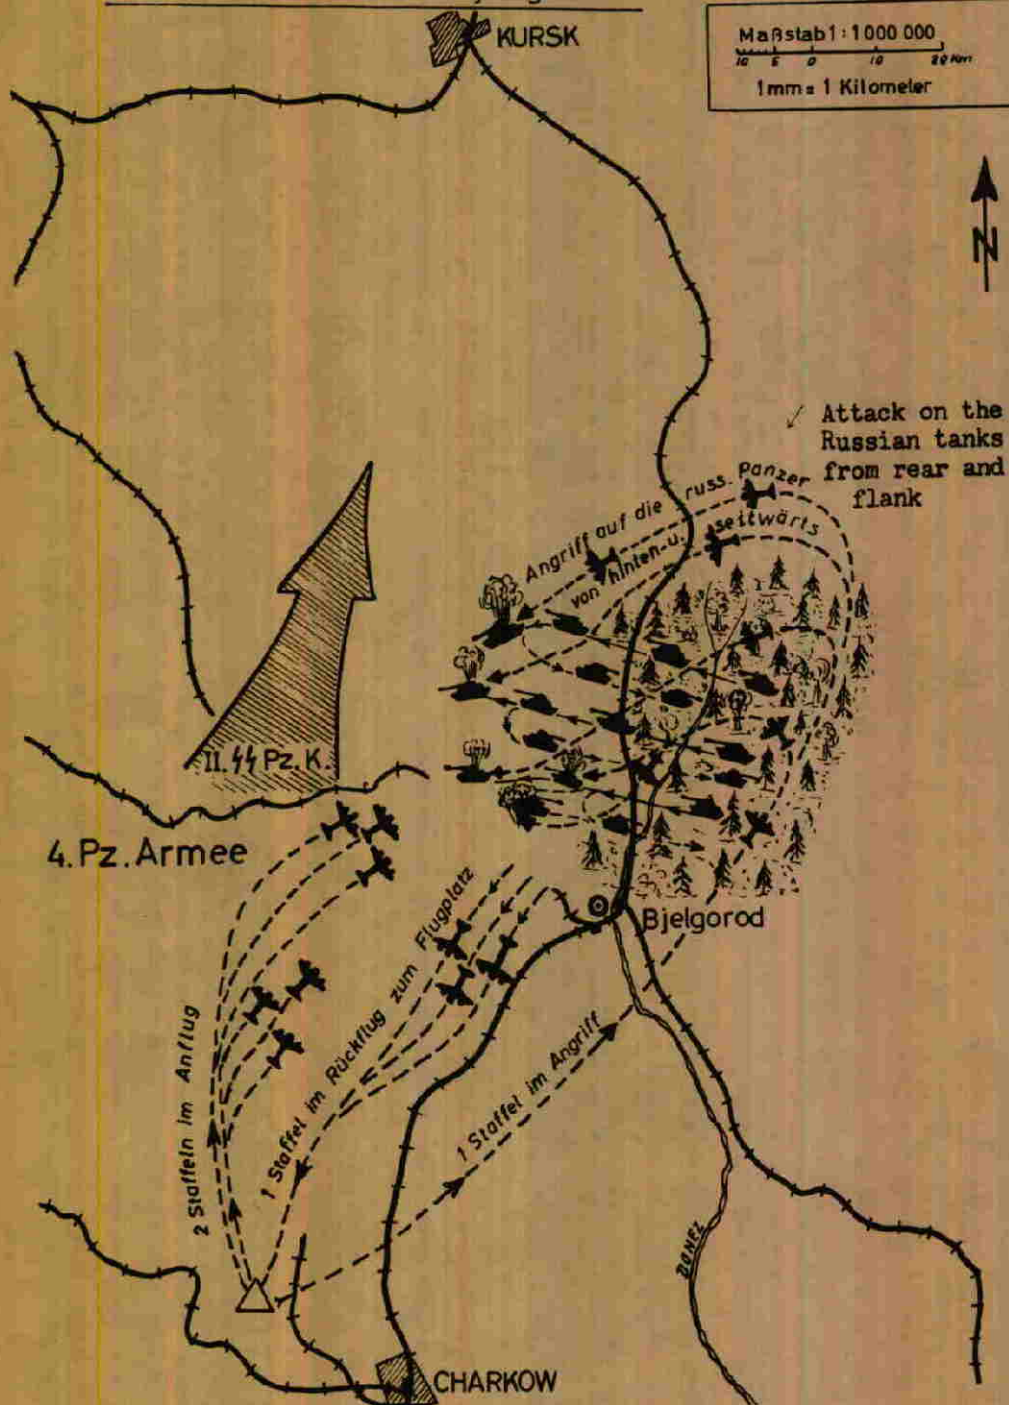 KURSK
Maßstab 1:1000 000
10 5 0 10 20 Km
1mm = 1 Kilometer
N
Attack on the
Russian tanks
from rear and
flank
Angriff auf die russ. Panzer
von hinten-u. seitwärts
II. SS Pz. K.
4. Pz. Armee
Bjelgorod
2 Staffeln im Anflug
1 Staffel im Rückflug zum Flugplatz
1 Staffel im Angriff
DONEZ
CHARKOW